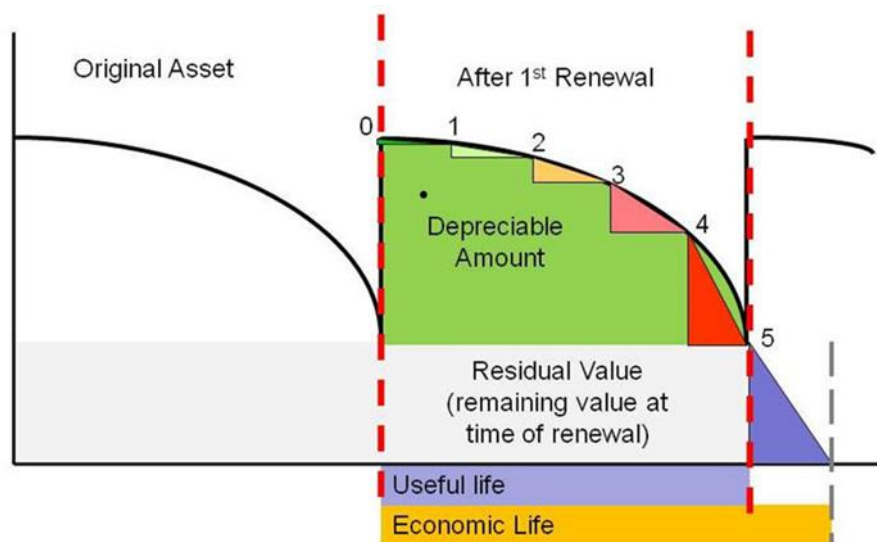 Original Asset
After 1st Renewal
0
1
2
3
4
5
Depreciable
Amount
Residual Value
(remaining value at
time of renewal)
Useful life
Economic Life